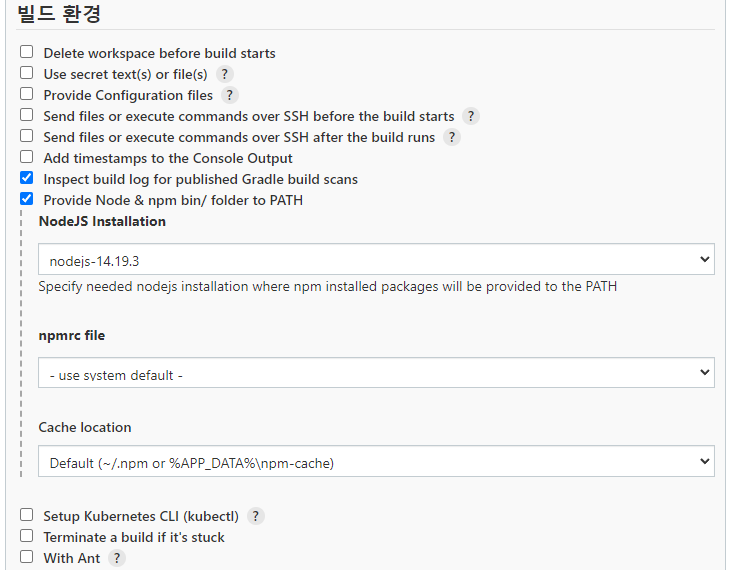 빌드 환경
Delete workspace before build starts
Use secret text(s) or file(s) ?
Provide Configuration files ?
Send files or execute commands over SSH before the build starts ?
Send files or execute commands over SSH after the build runs ?
Add timestamps to the Console Output
Inspect build log for published Gradle build scans
Provide Node & npm bin/ folder to PATH
NodeJS Installation
nodejs-14.19.3
Specify needed nodejs installation where npm installed packages will be provided to the PATH
npmrc file
- use system default -
Cache location
Default (~/.npm or %APP_DATA%\npm-cache)
Setup Kubernetes CLI (kubectl) ?
Terminate a build if it's stuck
With Ant ?